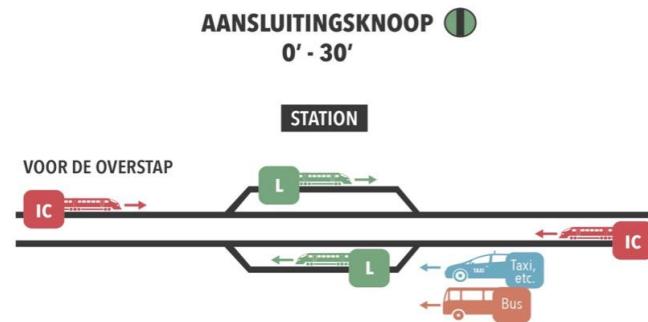 AANSLUITINGSKNOOP
0' - 30'
STATION
VOOR DE OVERSTAP
L
IC
IC
L
TAXI
Taxi,
etc.
Bus